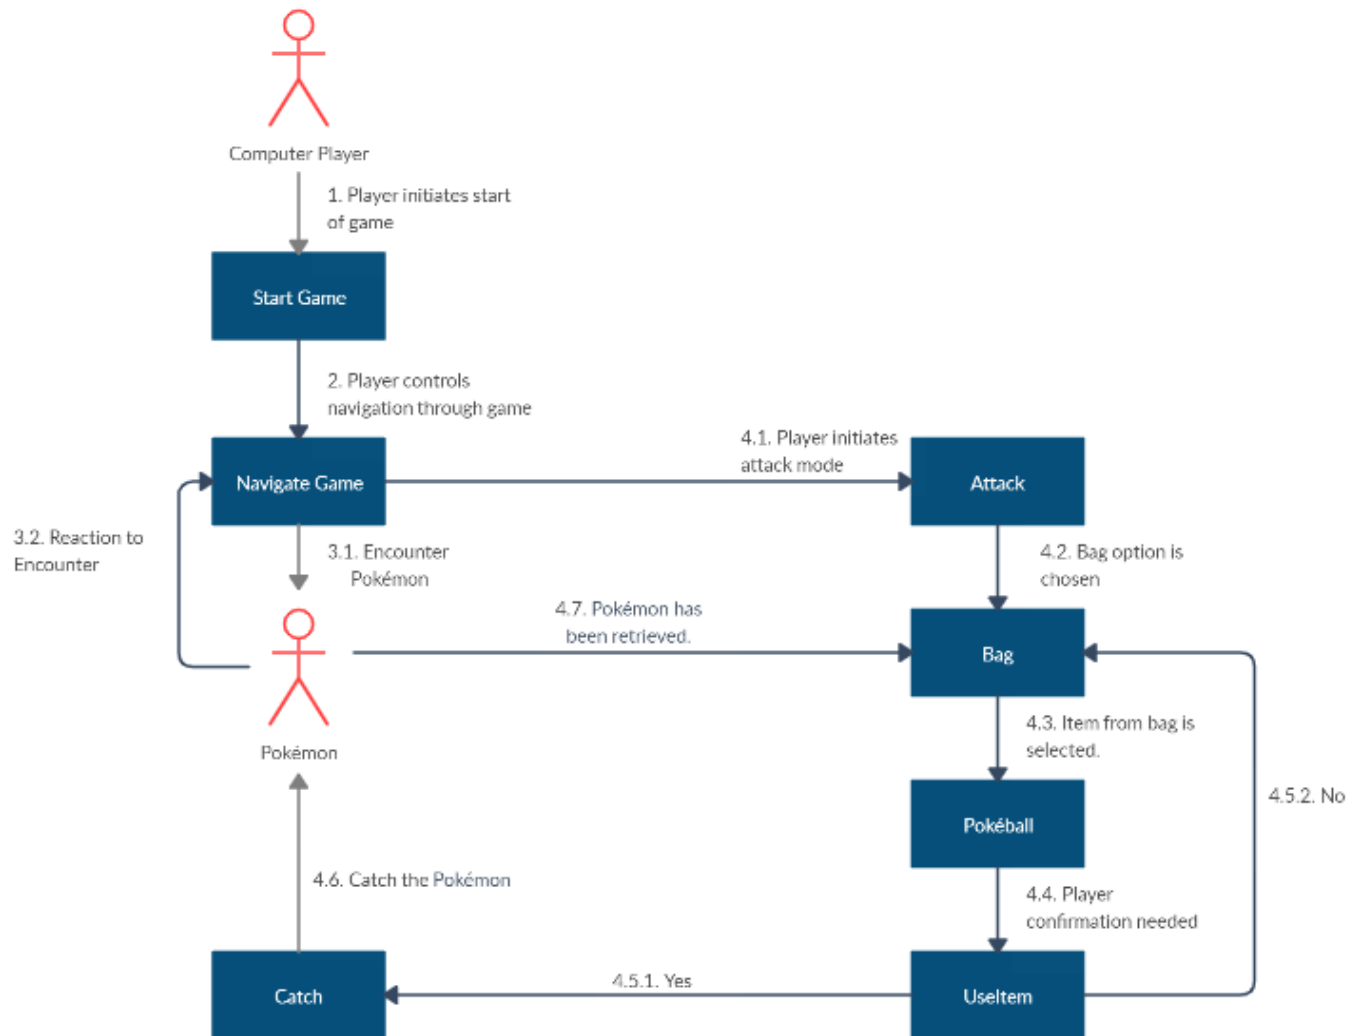 Computer Player
1. Player initiates start
of game
Start Game
2. Player controls
navigation through game
4.1. Player initiates
attack mode
Navigate Game
Attack
3.2. Reaction to
Encounter
3.1. Encounter
Pokémon
4.2. Bag option is
chosen
4.7. Pokémon has
been retrieved.
Bag
4.3. Item from bag is
selected.
Pokémon
4.5.2. No
Pokéball
4.6. Catch the Pokémon
4.4. Player
confirmation needed
4.5.1. Yes
Catch
UseItem